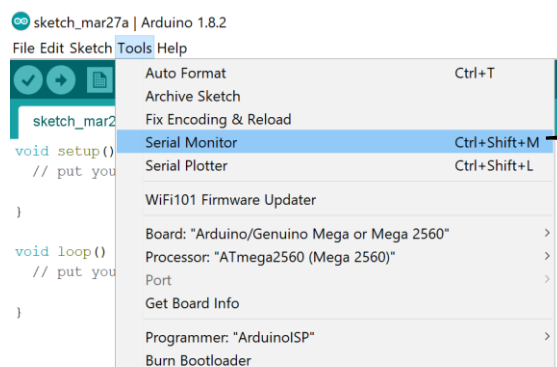 sketch_mar27a | Arduino 1.8.2
File Edit Sketch Tools Help
Auto Format Ctrl+T
Archive Sketch
Fix Encoding & Reload
Serial Monitor Ctrl+Shift+M
Serial Plotter Ctrl+Shift+L
WiFi101 Firmware Updater
Board: "Arduino/Genuino Mega or Mega 2560" >
Processor: "ATmega2560 (Mega 2560)" >
Port >
Get Board Info
Programmer: "ArduinoISP" >
Burn Bootloader
sketch_mar2
void setup()
// put you
}
void loop()
// put you
}